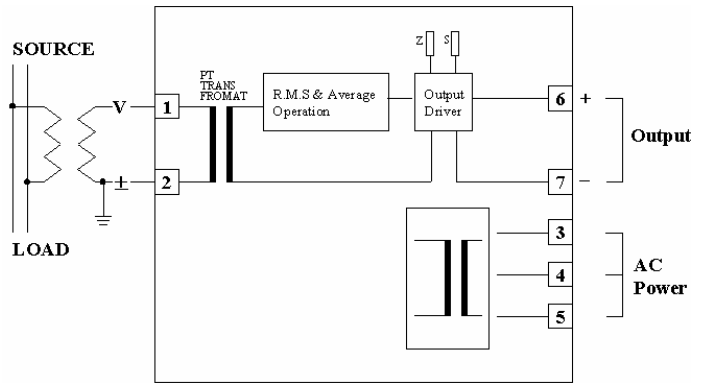 SOURCE
V
1
PT
TRANS
FROMAT
R.M.S & Average
Operation
Z
S
Output
Driver
6
+
Output
±
2
7
−
LOAD
3
4
5
AC
Power